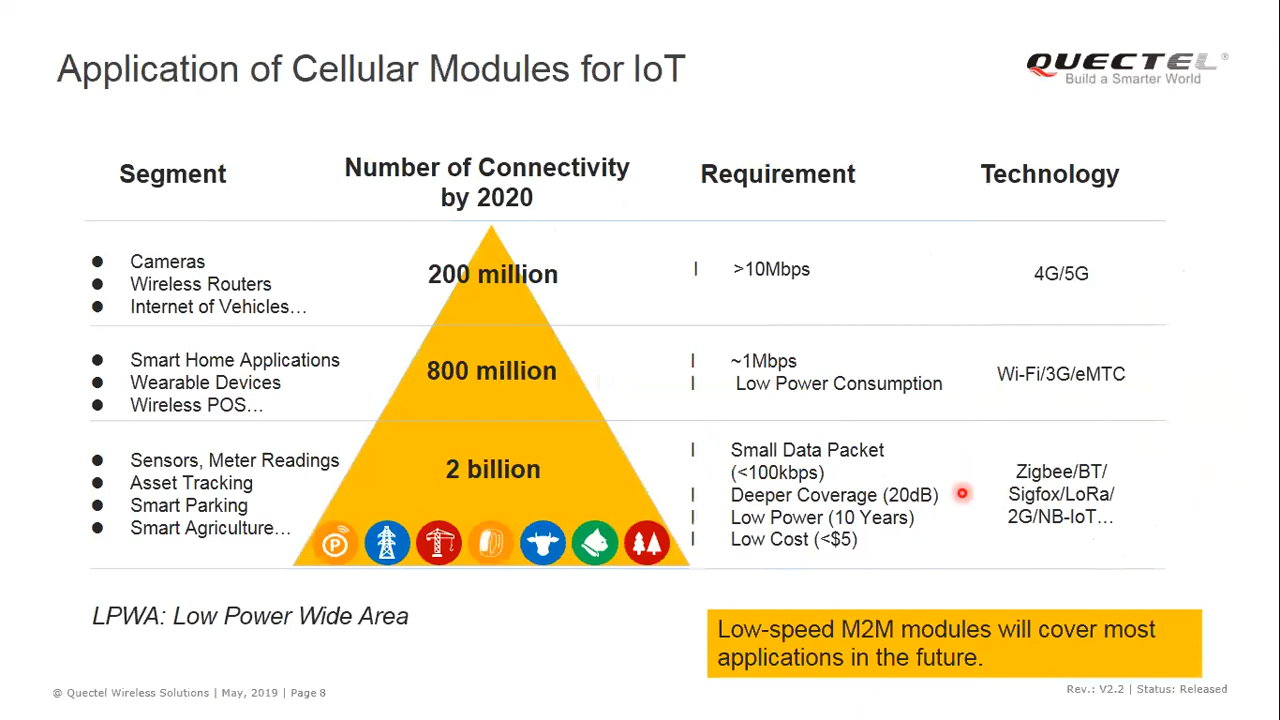 Application of Cellular Modules for IoT
QUECTEL®
Build a Smarter World
Segment
Number of Connectivity
by 2020
Requirement
Technology
● Cameras
● Wireless Routers
● Internet of Vehicles…
200 million
l >10Mbps
4G/5G
● Smart Home Applications
● Wearable Devices
● Wireless POS…
800 million
l ~1Mbps
l Low Power Consumption
Wi-Fi/3G/eMTC
● Sensors, Meter Readings
● Asset Tracking
● Smart Parking
● Smart Agriculture…
2 billion
P
l Small Data Packet
(<100kbps)
l Deeper Coverage (20dB)
l Low Power (10 Years)
l Low Cost (<$5)
Zigbee/BT/
Sigfox/LoRa/
2G/NB-IoT…
LPWA: Low Power Wide Area
Low-speed M2M modules will cover most
applications in the future.
@ Quectel Wireless Solutions | May, 2019 | Page 8
Rev.: V2.2 | Status: Released